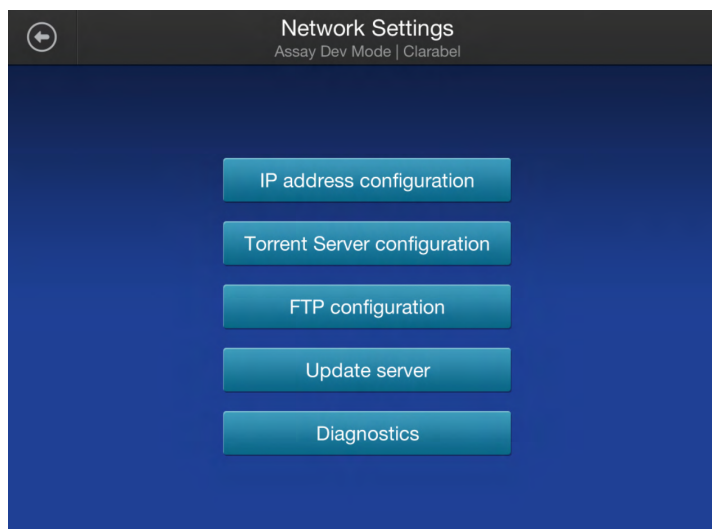 Network Settings
Assay Dev Mode | Clarabel
IP address configuration
Torrent Server configuration
FTP configuration
Update server
Diagnostics